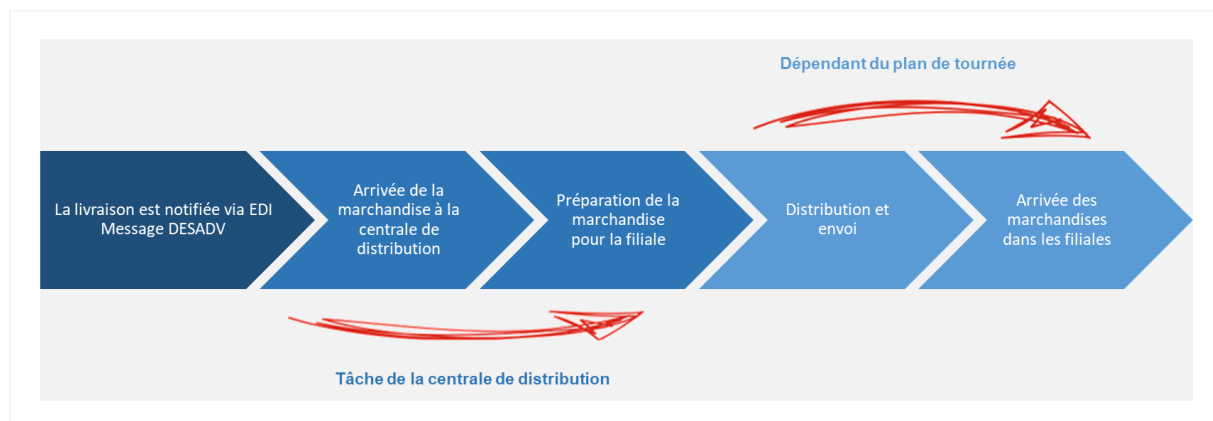 Dépendant du plan de tournée
La livraison est notifiée via EDI
Message DESADV
Arrivée de la
marchandise à la
centrale de
distribution
Préparation de la
marchandise
pour la filiale
Distribution et
envoi
Arrivée des
marchandises
dans les filiales
Tâche de la centrale de distribution